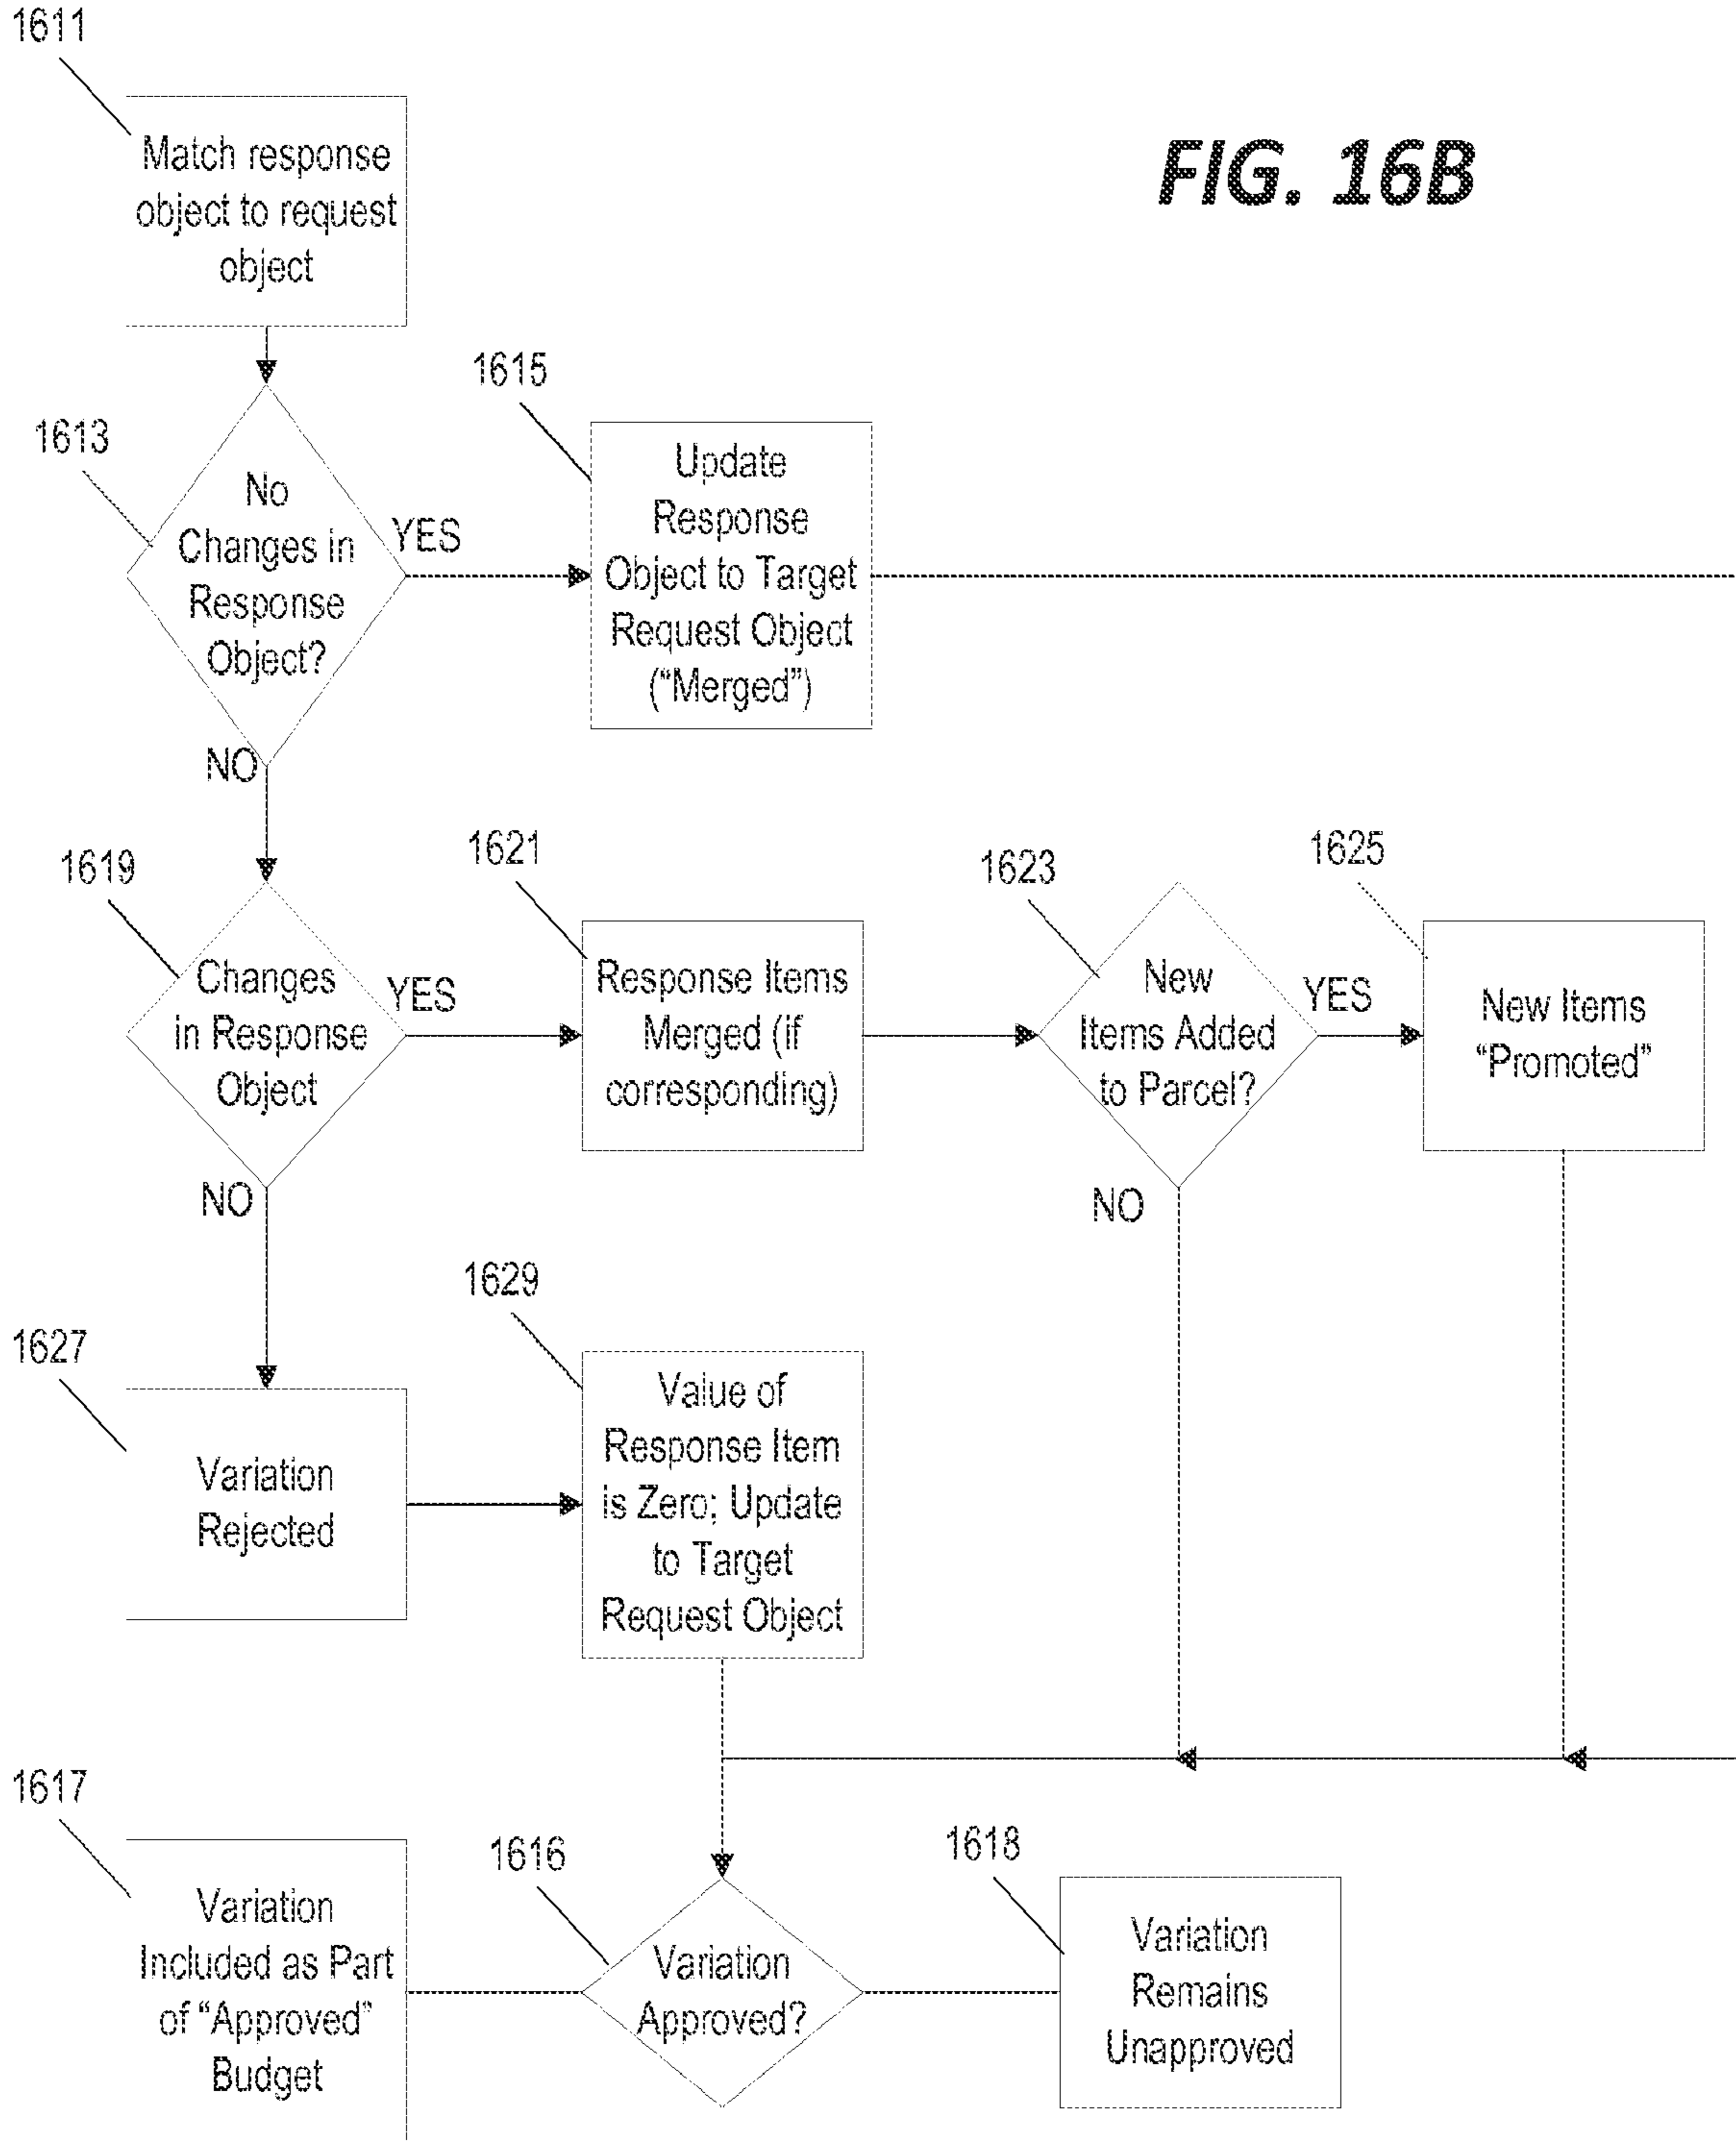 1611
Match response
object to request
object
FIG. 16B
1613
No
Changes in
Response
Object?
YES
NO
1615
Update
Response
Object to Target
Request Object
(“Merged”)
1619
Changes
in Response
Object
YES
NO
1621
Response Items
Merged (if
corresponding)
1623
New
Items Added
to Parcel?
YES
NO
1625
New Items
“Promoted”
1627
Variation
Rejected
1629
Value of
Response Item
is Zero; Update
to Target
Request Object
1617
Variation
Included as Part
of “Approved”
Budget
1616
Variation
Approved?
1618
Variation
Remains
Unapproved